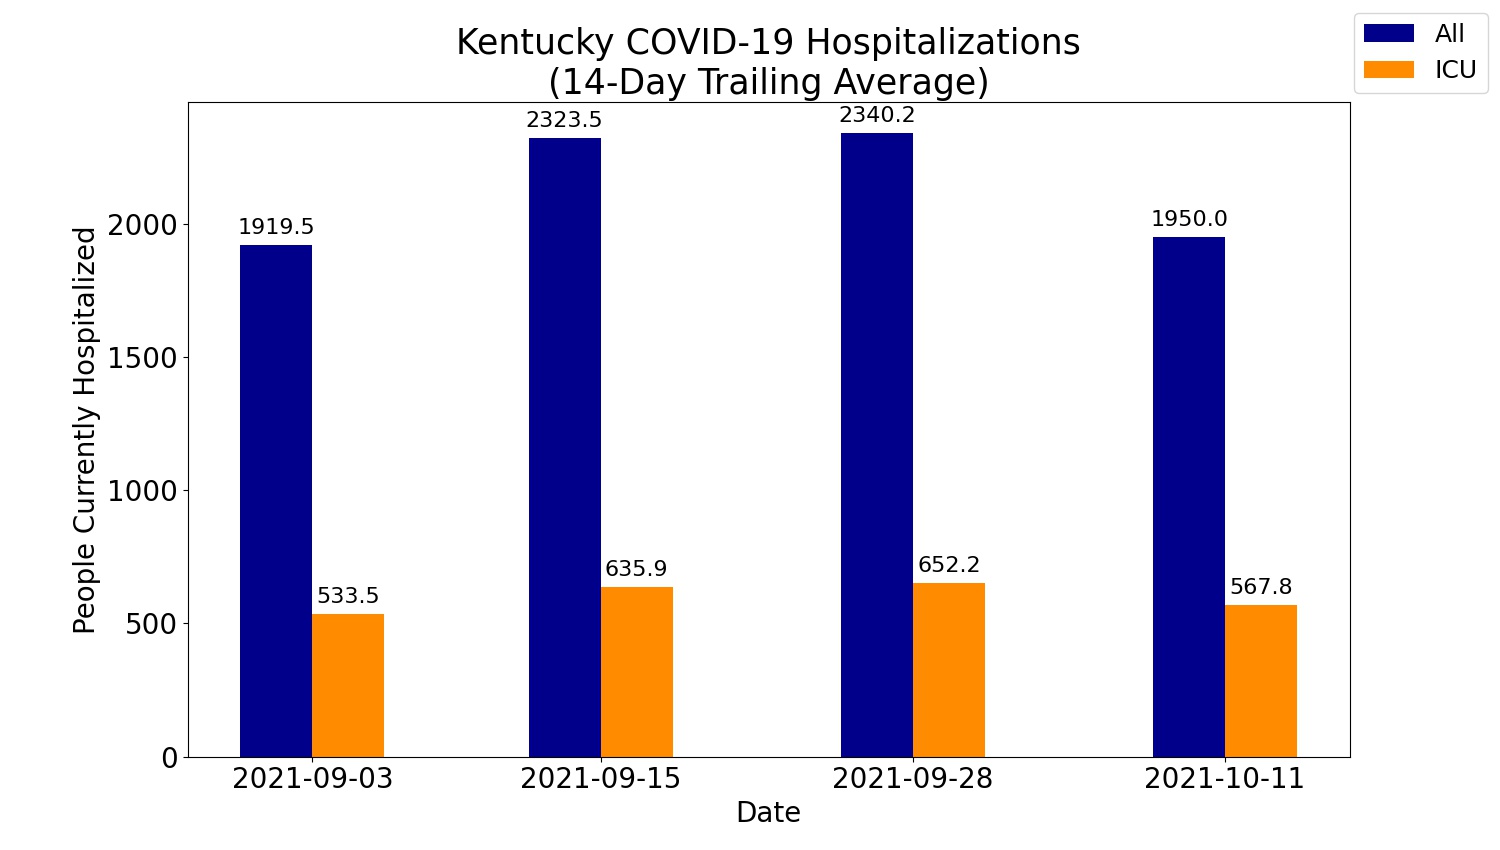 Kentucky COVID-19 Hospitalizations
(14-Day Trailing Average)
All
ICU
People Currently Hospitalized
2000
1500
1000
500
0
1919.5
533.5
2323.5
635.9
2340.2
652.2
1950.0
567.8
2021-09-03
2021-09-15
2021-09-28
2021-10-11
Date